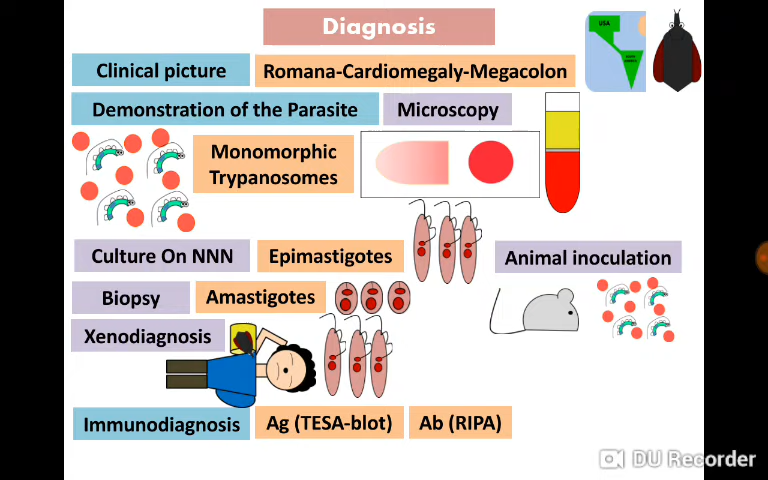 Diagnosis
USA
Clinical picture
Romana-Cardiomegaly-Megacolon
Demonstration of the Parasite
Microscopy
Monomorphic
Trypanosomes
Culture On NNN
Epimastigotes
Animal inoculation
Biopsy
Amastigotes
Xenodiagnosis
Immunodiagnosis
Ag (TESA-blot)
Ab (RIPA)
DU Recorder